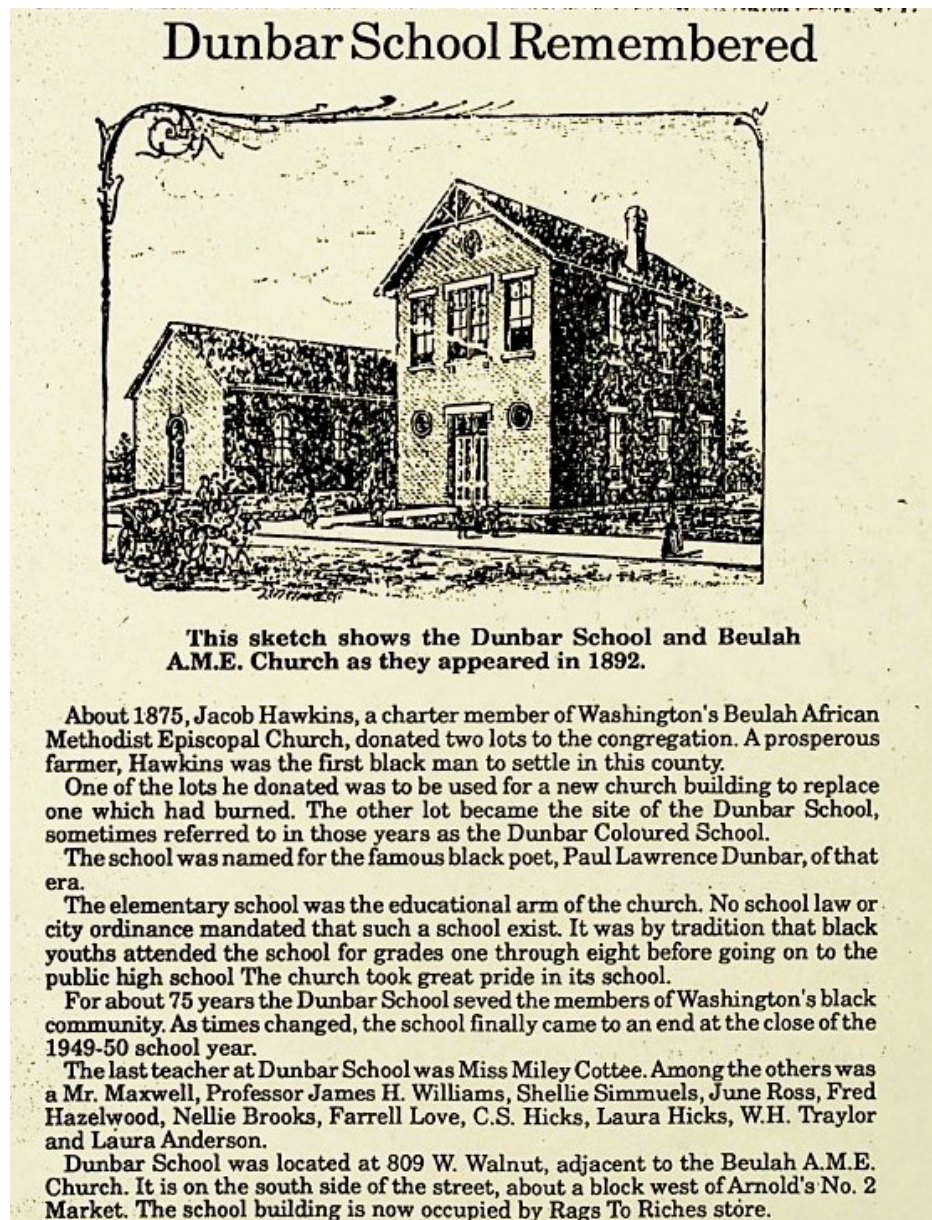 Dunbar School Remembered
This sketch shows the Dunbar School and Beulah
A.M.E. Church as they appeared in 1892.
About 1875, Jacob Hawkins, a charter member of Washington's Beulah African
Methodist Episcopal Church, donated two lots to the congregation. A prosperous
farmer, Hawkins was the first black man to settle in this county.
One of the lots he donated was to be used for a new church building to replace
one which had burned. The other lot became the site of the Dunbar School,
sometimes referred to in those years as the Dunbar Coloured School.
The school was named for the famous black poet, Paul Lawrence Dunbar, of that
era.
The elementary school was the educational arm of the church. No school law or
city ordinance mandated that such a school exist. It was by tradition that black
youths attended the school for grades one through eight before going on to the
public high school The church took great pride in its school.
For about 75 years the Dunbar School seved the members of Washington's black
community. As times changed, the school finally came to an end at the close of the
1949-50 school year.
The last teacher at Dunbar School was Miss Miley Cottee. Among the others was
a Mr. Maxwell, Professor James H. Williams, Shellie Simmuels, June Ross, Fred
Hazelwood, Nellie Brooks, Farrell Love, C.S. Hicks, Laura Hicks, W.H. Traylor
and Laura Anderson.
Dunbar School was located at 809 W. Walnut, adjacent to the Beulah A.M.E.
Church. It is on the south side of the street, about a block west of Arnold's No. 2
Market. The school building is now occupied by Rags To Riches store.